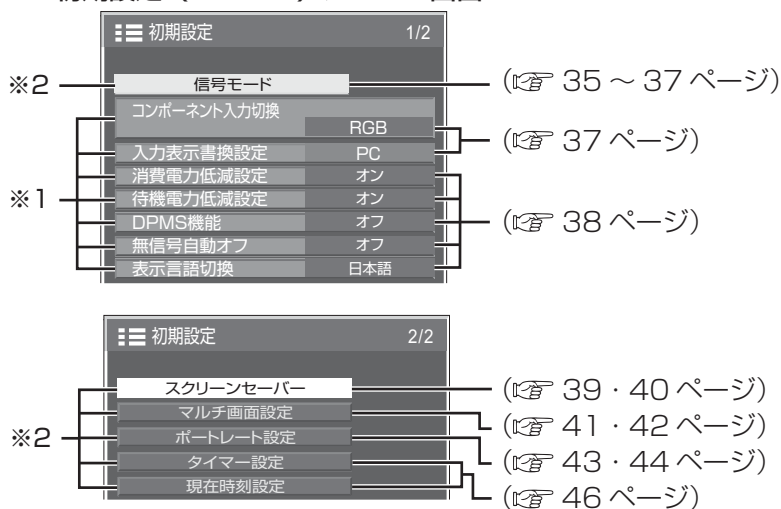 初期設定 1/2
※2 信号モード (☞ 35 ～ 37 ページ)
コンポーネント入力切換
RGB (☞ 37 ページ)
入力表示書換設定 PC
消費電力低減設定 オン
※1 待機電力低減設定 オン
DPMS機能 オフ (☞ 38 ページ)
無信号自動オフ オフ
表示言語切換 日本語
初期設定 2/2
スクリーンセーバー (☞ 39・40 ページ)
マルチ画面設定 (☞ 41・42 ページ)
※2 ポートレート設定 (☞ 43・44 ページ)
タイマー設定
現在時刻設定 (☞ 46 ページ)